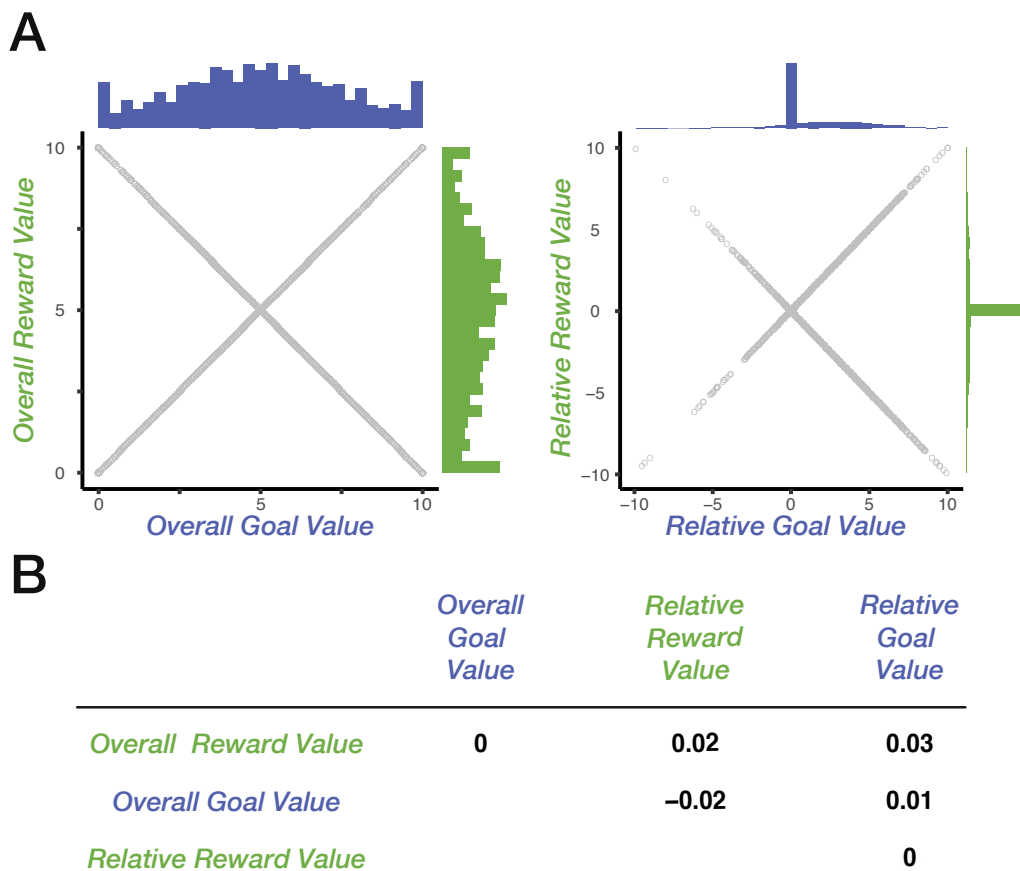 A
Overall Reward Value
10
5
0
0
5
10
Overall Goal Value
Relative Reward Value
10
5
0
−5
−10
−10
−5
0
5
10
Relative Goal Value
B
Overall
Goal
Value
Relative
Reward
Value
Relative
Goal
Value
Overall Reward Value 0 0.02 0.03
Overall Goal Value −0.02 0.01
Relative Reward Value 0